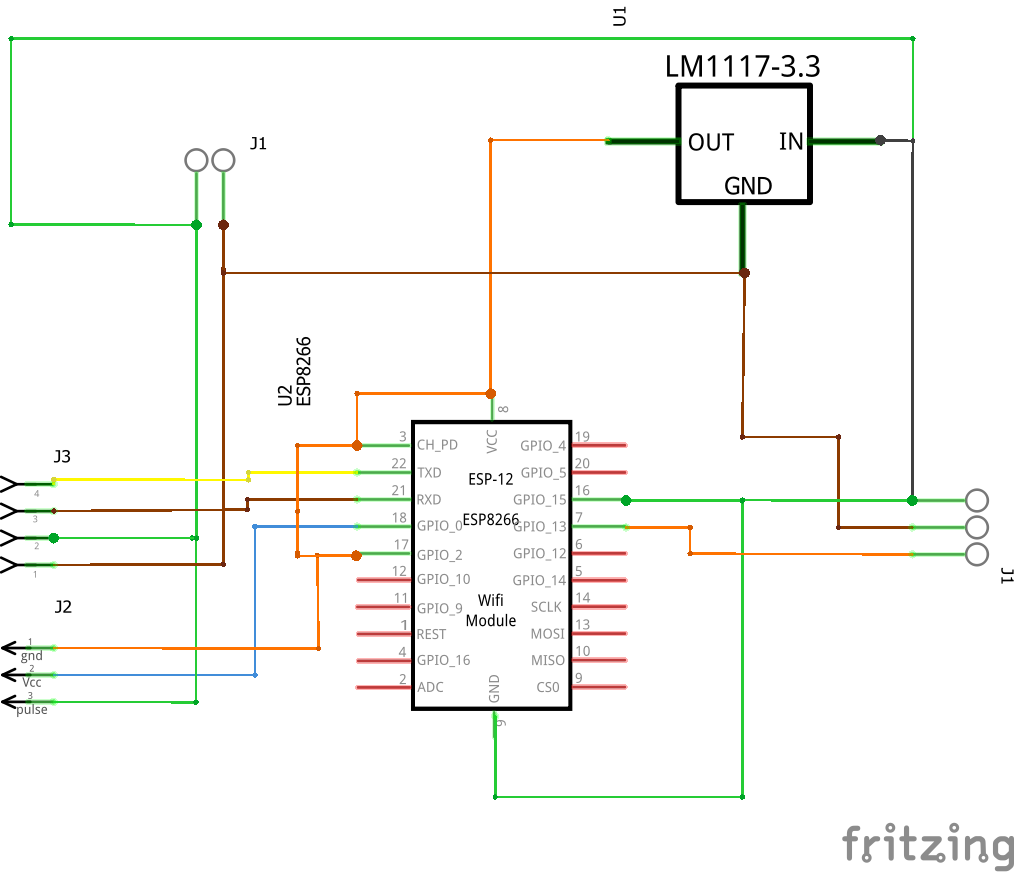 U1
LM1117-3.3
OUT
IN
GND
J1
U2
ESP8266
8
VCC
3
CH_PD
GPIO_4
19
J3
22
TXD
GPIO_5
20
ESP-12
4
21
RXD
GPIO_15
16
3
18
GPIO_0
ESP8266
GPIO_13
7
2
17
GPIO_2
GPIO_12
6
1
12
GPIO_10
GPIO_14
5
J1
J2
11
GPIO_9
Wifi
Module
SCLK
14
1
gnd
1
REST
MOSI
13
2
Vcc
4
GPIO_16
MISO
10
3
pulse
2
ADC
GND
CS0
9
9
fritzing